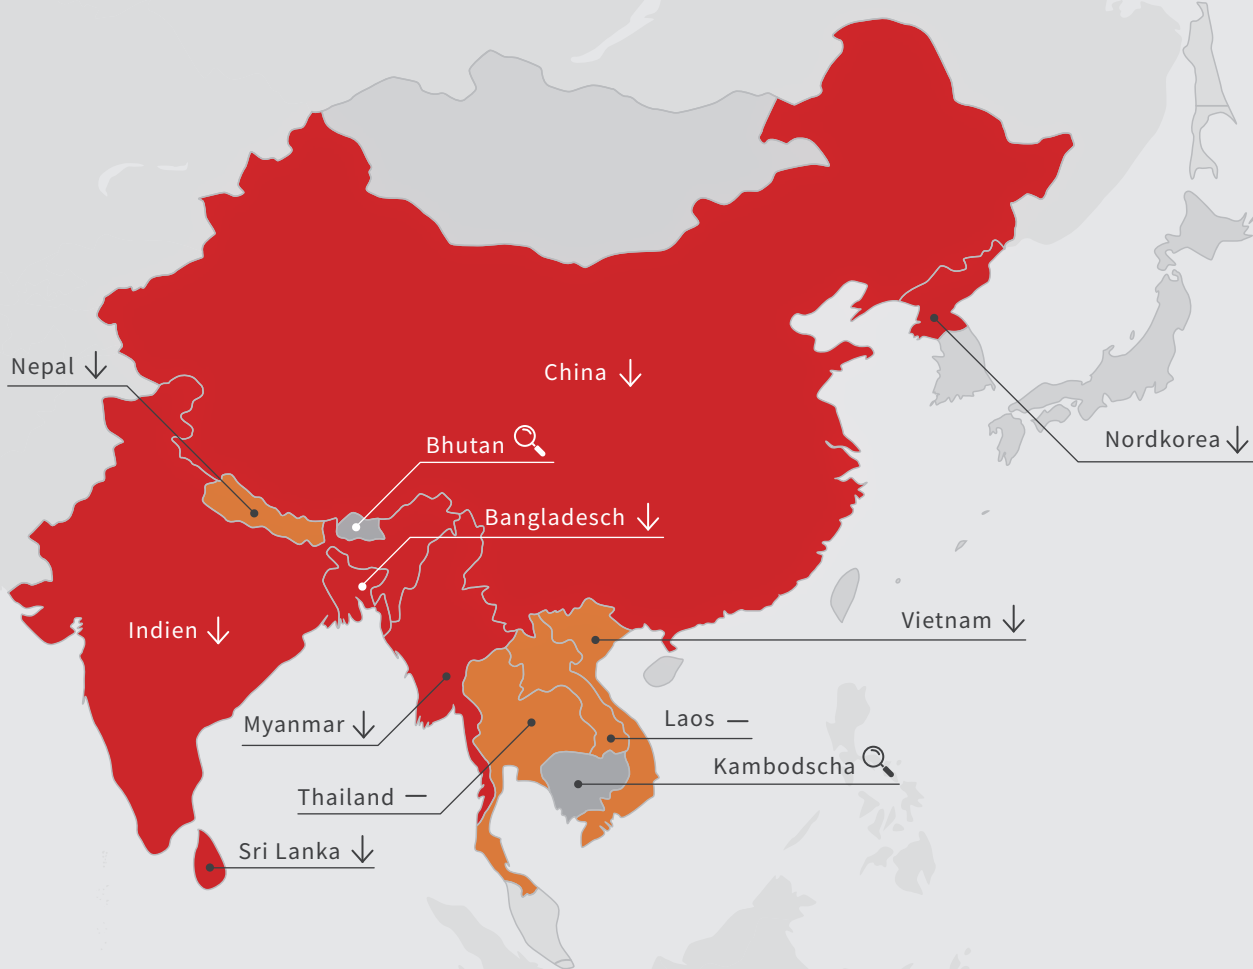 Nepal
China
Bhutan
Nordkorea
Bangladesch
Indien
Vietnam
Myanmar
Laos
Kambodscha
Thailand
Sri Lanka